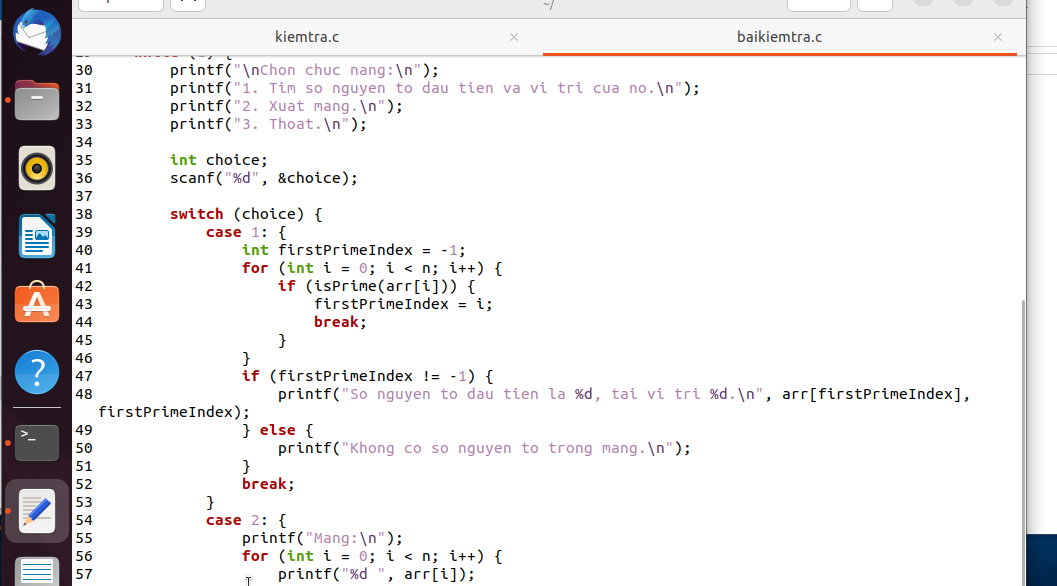 ~/
kiemtra.c × baikiemtra.c ×
30 printf("\nChon chuc nang:\n");
31 printf("1. Tim so nguyen to dau tien va vi tri cua no.\n");
32 printf("2. Xuat mang.\n");
33 printf("3. Thoat.\n");
34
35 int choice;
36 scanf("%d", &choice);
37
38 switch (choice) {
39 case 1: {
40 int firstPrimeIndex = -1;
41 for (int i = 0; i < n; i++) {
42 if (isPrime(arr[i])) {
43 firstPrimeIndex = i;
44 break;
45 }
46 }
47 if (firstPrimeIndex != -1) {
48 printf("So nguyen to dau tien la %d, tai vi tri %d.\n", arr[firstPrimeIndex],
firstPrimeIndex);
49 } else {
50 printf("Khong co so nguyen to trong mang.\n");
51 }
52 break;
53 }
54 case 2: {
55 printf("Mang:\n");
56 for (int i = 0; i < n; i++) {
57 printf("%d ", arr[i]);